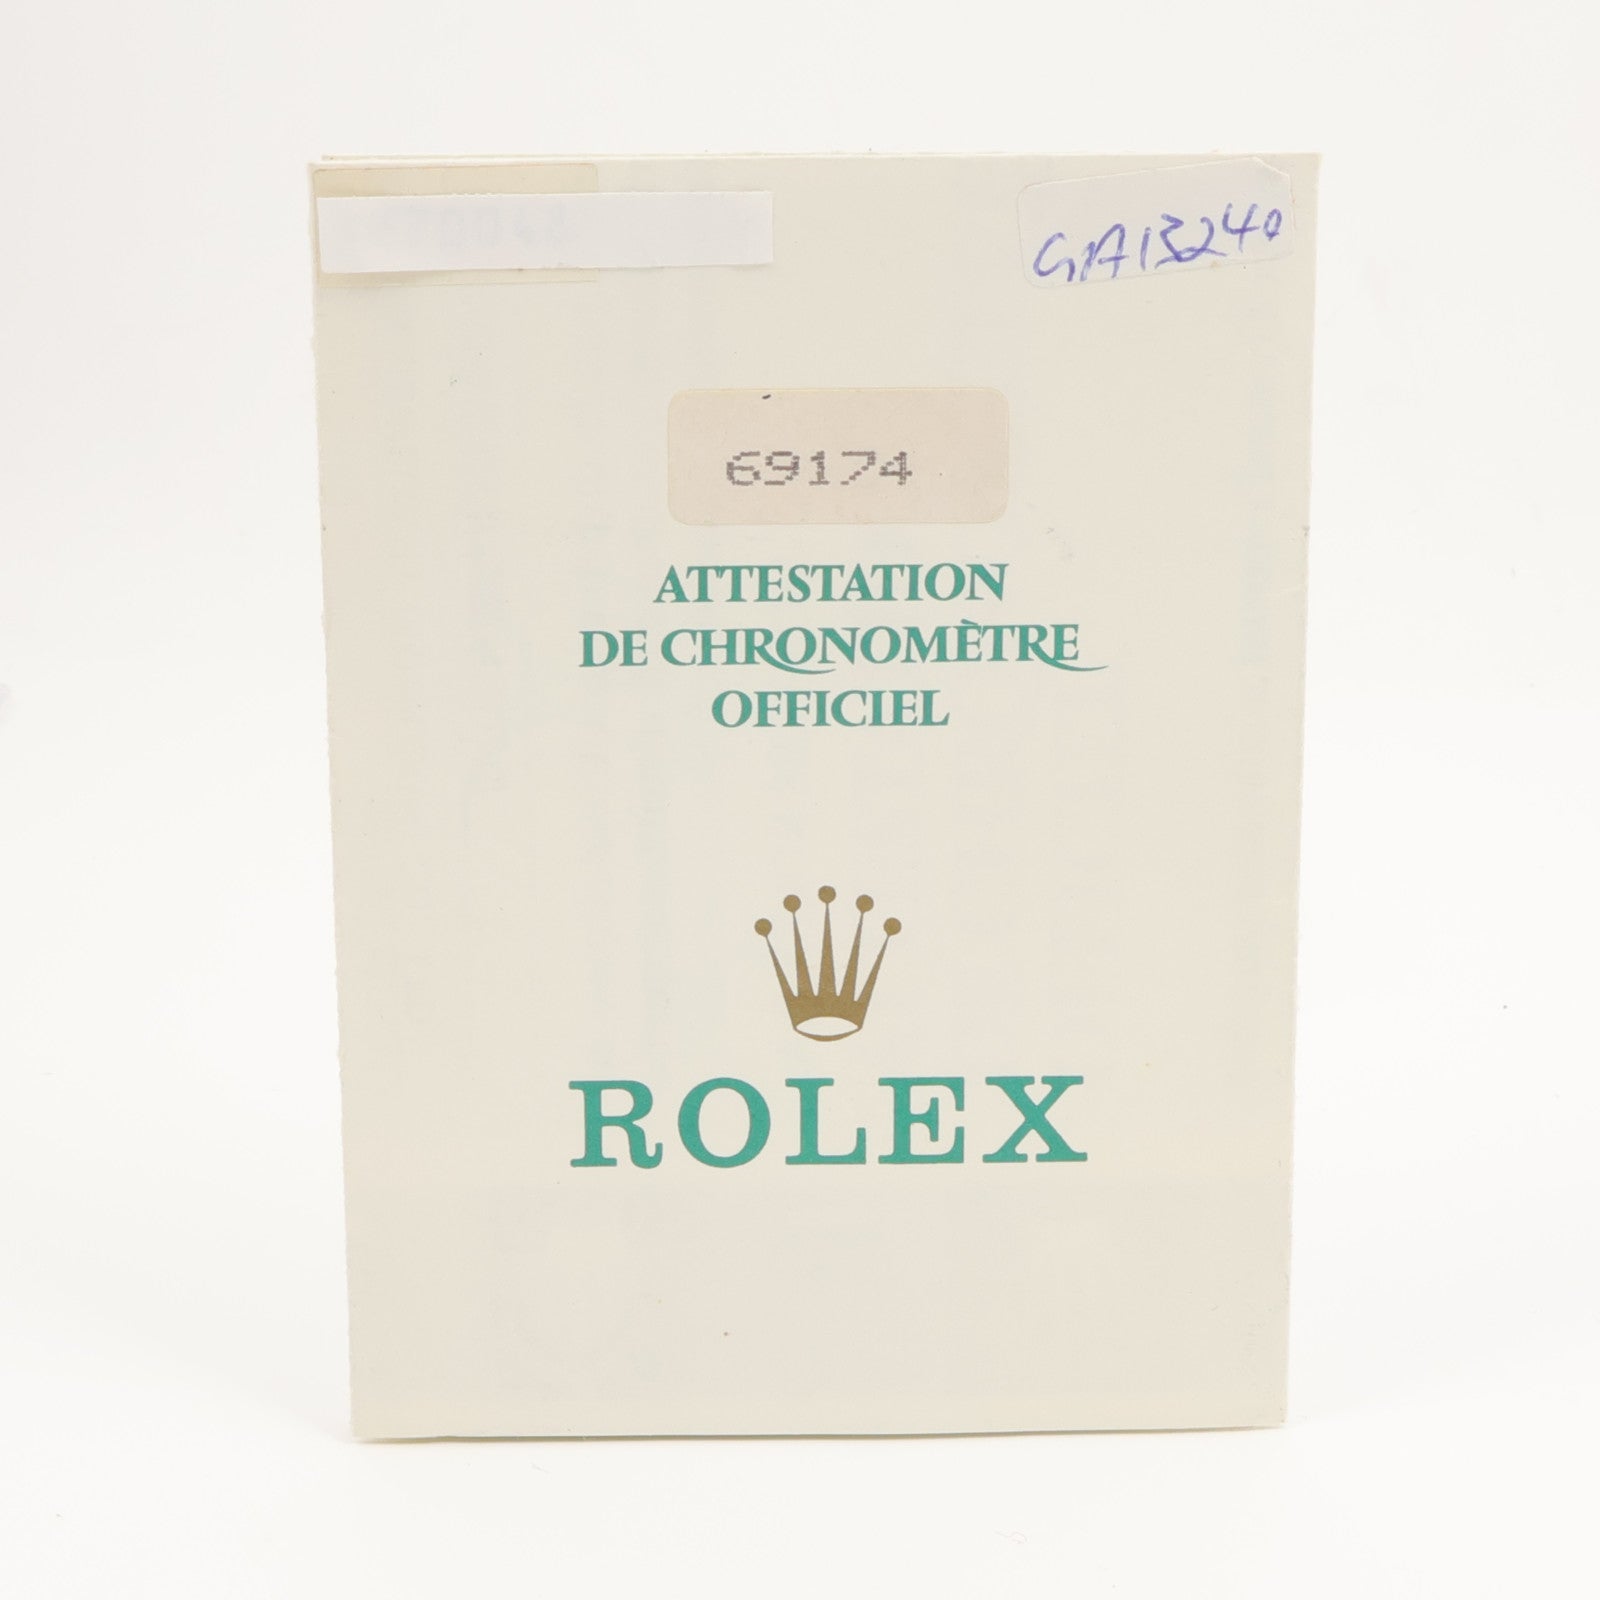 GA13240
69174
ATTESTATION
DE CHRONOMÈTRE
OFFICIEL
ROLEX